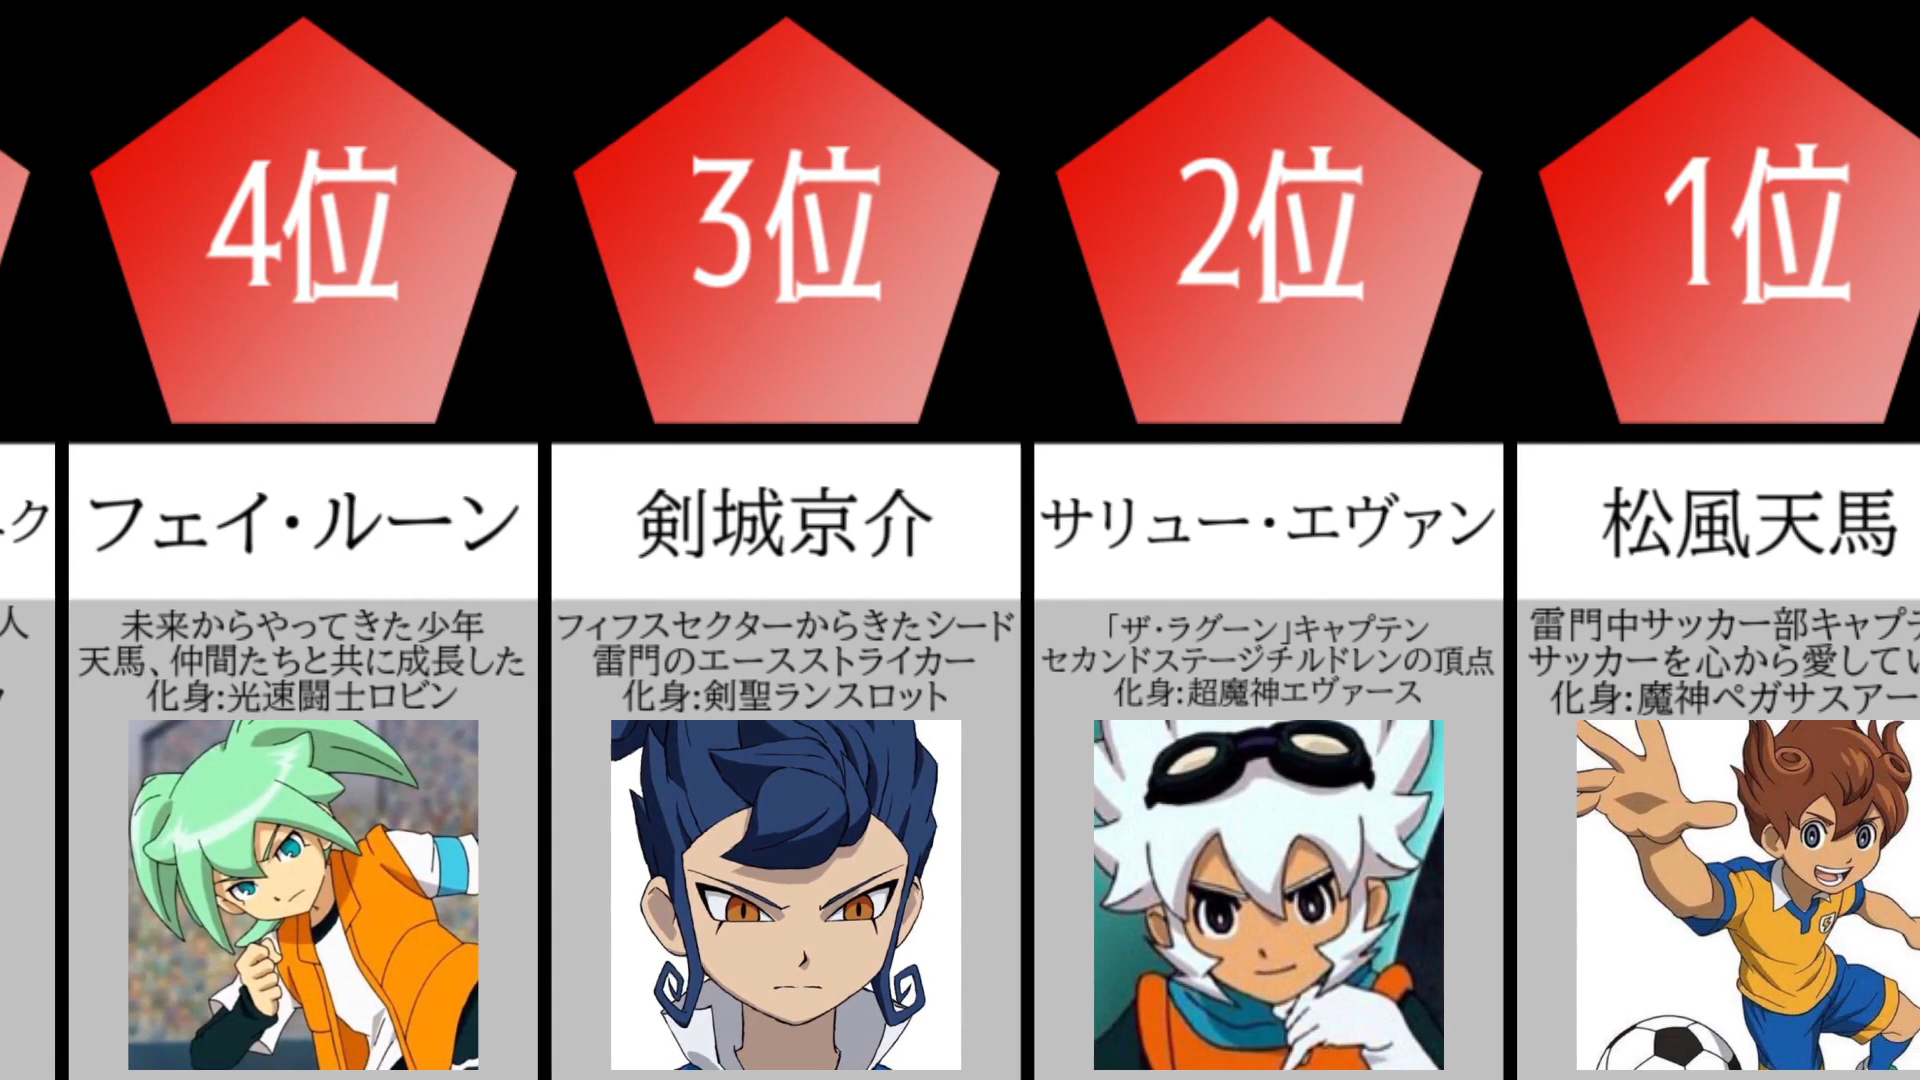 4位
3位
2位
1位
ク
フェイ・ルーン
剣城京介
サリュー・エヴァン
松風天馬
人
未来からやってきた少年
天馬、仲間たちと共に成長した
化身:光速闘士ロビン
フィフスセクターからきたシード
雷門のエースストライカー
化身:剣聖ランスロット
「ザ・ラグーン」キャプテン
セカンドステージチルドレンの頂点
化身:超魔神エヴァース
雷門中サッカー部キャプテ
サッカーを心から愛してい
化身:魔神ペガサスアー